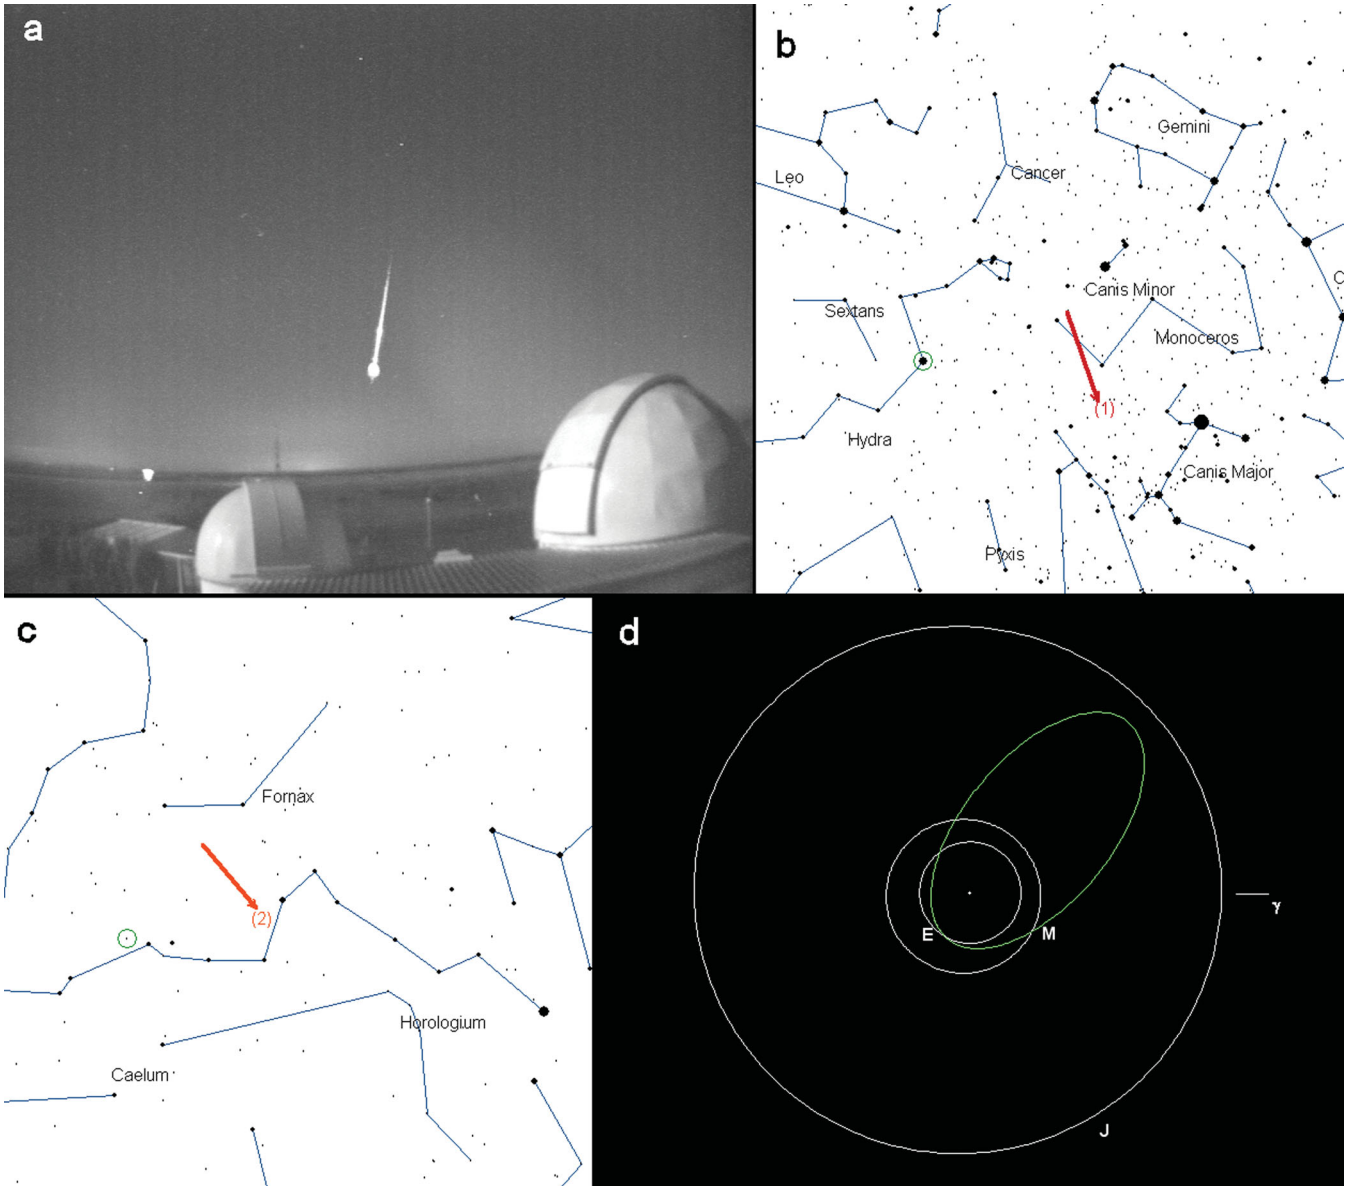 a
b
Gemini
Leo
Cancer
C
Canis Minor
Sextans
Monoceros
(1)
Hydra
Canis Major
Pyxis
c
Fornax
(2)
Horologium
Caelum
d
E
M
γ
J